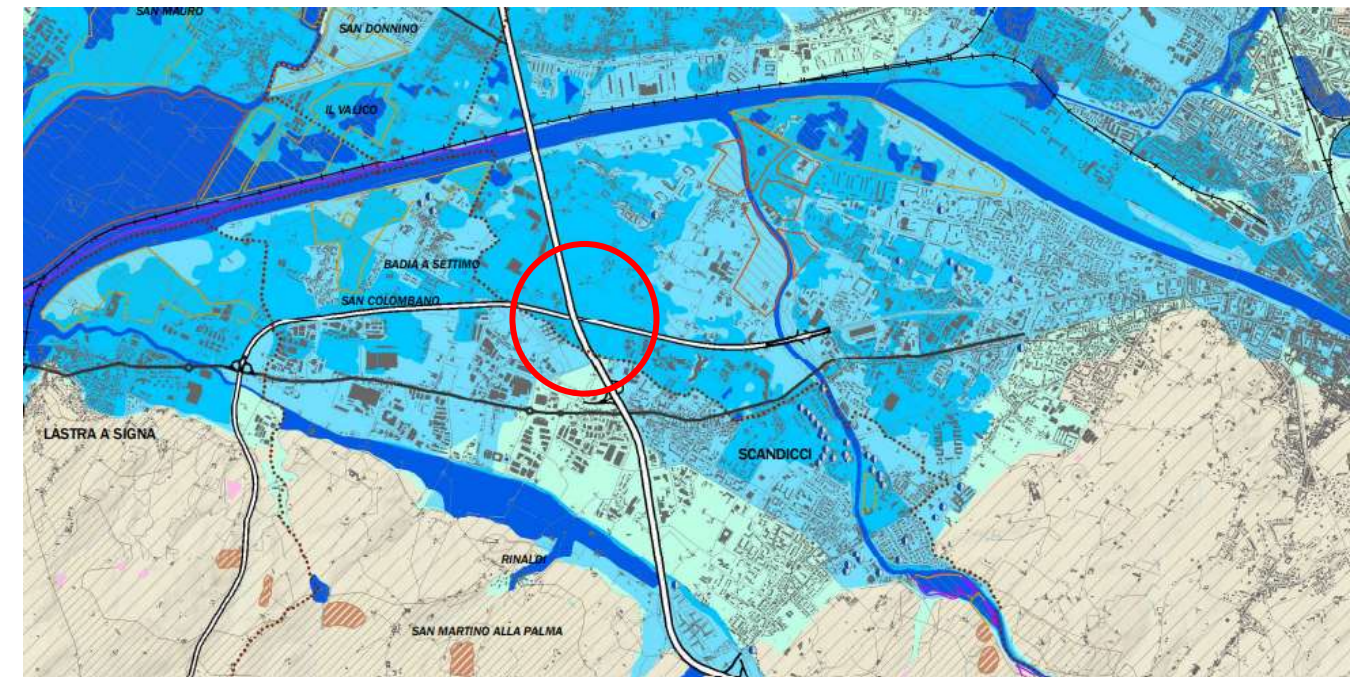 SAN MAURO
SAN DONNINO
IL VALICO
BADIA A SETTIMO
SAN COLOMBANO
LASTRA A SIGNA
SCANDICCI
RINALDI
SAN MARTINO ALLA PALMA